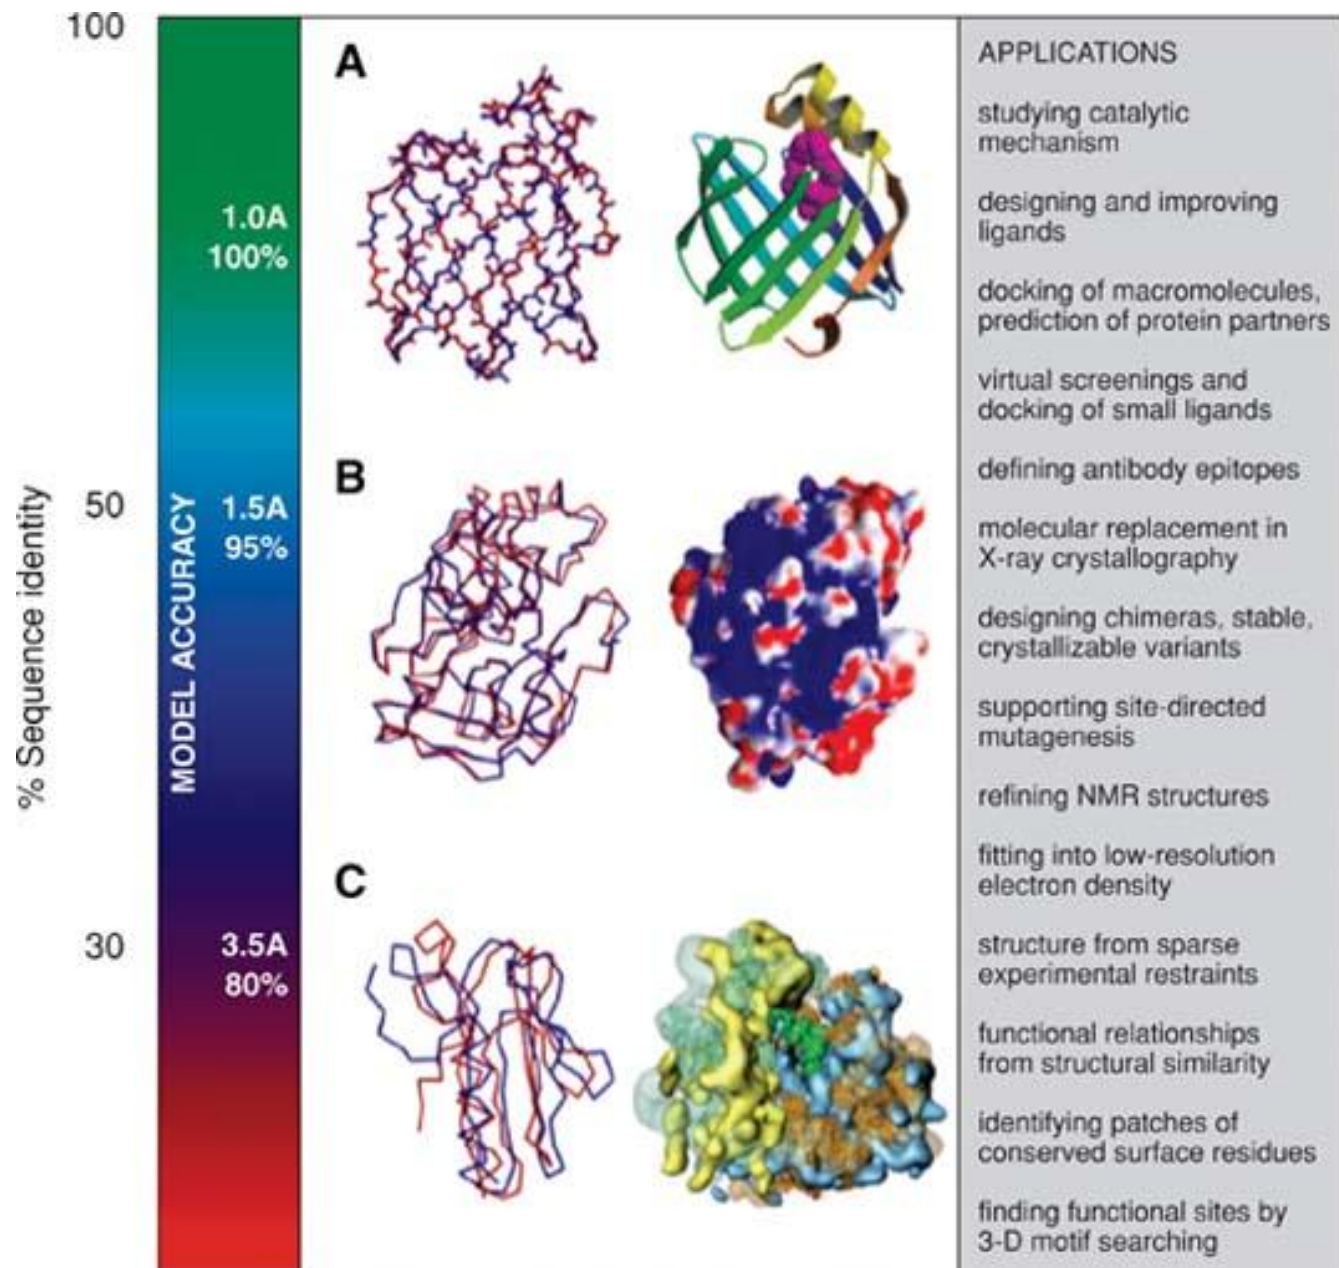 100
50
30
% Sequence identity
MODEL ACCURACY
1.0A
100%
1.5A
95%
3.5A
80%
A
B
C
APPLICATIONS
studying catalytic
mechanism
designing and improving
ligands
docking of macromolecules,
prediction of protein partners
virtual screenings and
docking of small ligands
defining antibody epitopes
molecular replacement in
X-ray crystallography
designing chimeras, stable,
crystallizable variants
supporting site-directed
mutagenesis
refining NMR structures
fitting into low-resolution
electron density
structure from sparse
experimental restraints
functional relationships
from structural similarity
identifying patches of
conserved surface residues
finding functional sites by
3-D motif searching